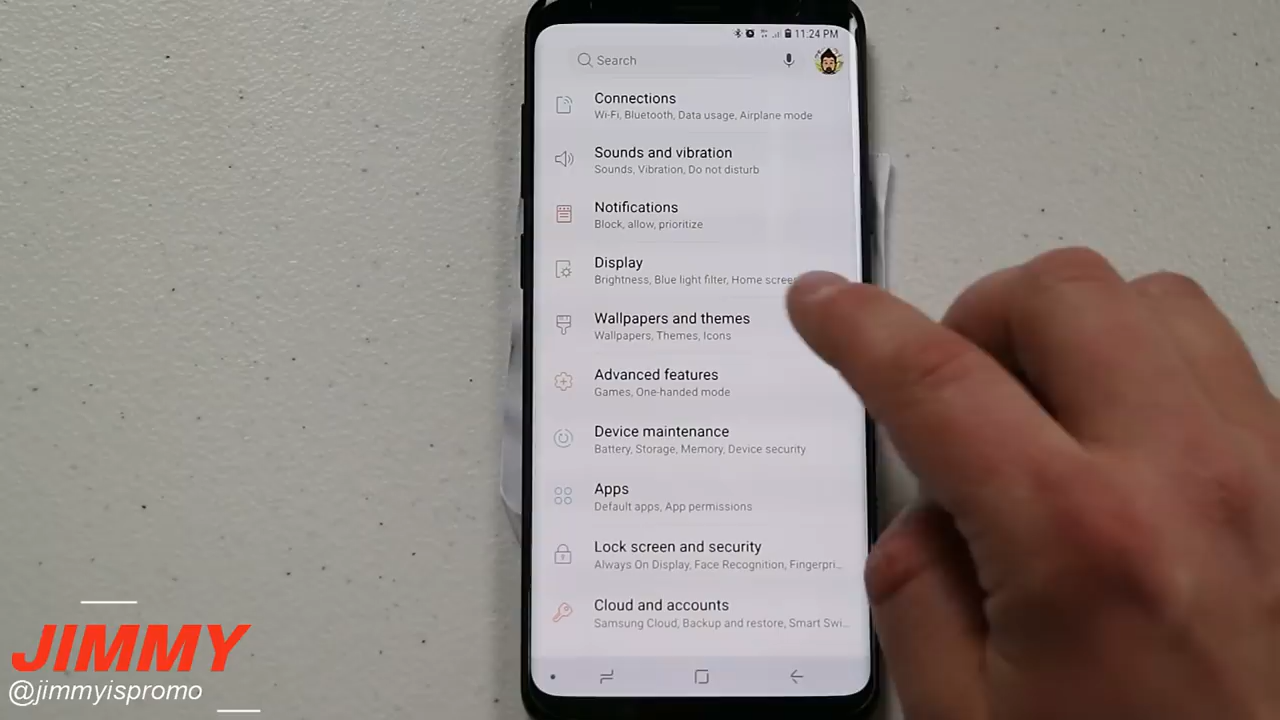 11:24 PM
Search
Connections
Wi-Fi, Bluetooth, Data usage, Airplane mode
Sounds and vibration
Sounds, Vibration, Do not disturb
Notifications
Block, allow, prioritize
Display
Brightness, Blue light filter, Home screen
Wallpapers and themes
Wallpapers, Themes, Icons
Advanced features
Games, One-handed mode
Device maintenance
Battery, Storage, Memory, Device security
Apps
Default apps, App permissions
Lock screen and security
Always On Display, Face Recognition, Fingerpri...
Cloud and accounts
Samsung Cloud, Backup and restore, Smart Swi...
JIMMY
@jimmyispromo